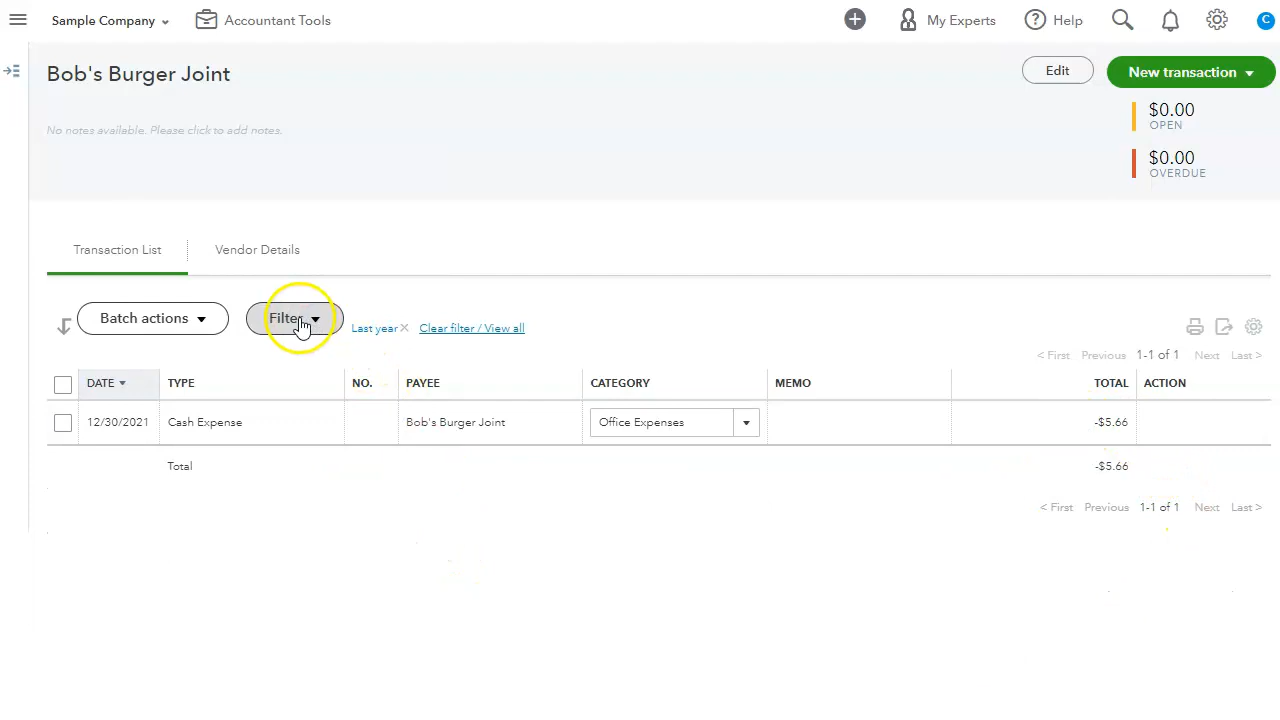 Sample Company Accountant Tools My Experts Help C
Bob's Burger Joint Edit New transaction
$0.00
OPEN
No notes available. Please click to add notes.
$0.00
OVERDUE
Transaction List Vendor Details
Batch actions Filter Last year Clear filter / View all
< First Previous 1-1 of 1 Next Last >
DATE TYPE NO. PAYEE CATEGORY MEMO TOTAL ACTION
12/30/2021 Cash Expense Bob's Burger Joint Office Expenses -$5.66
Total -$5.66
< First Previous 1-1 of 1 Next Last >